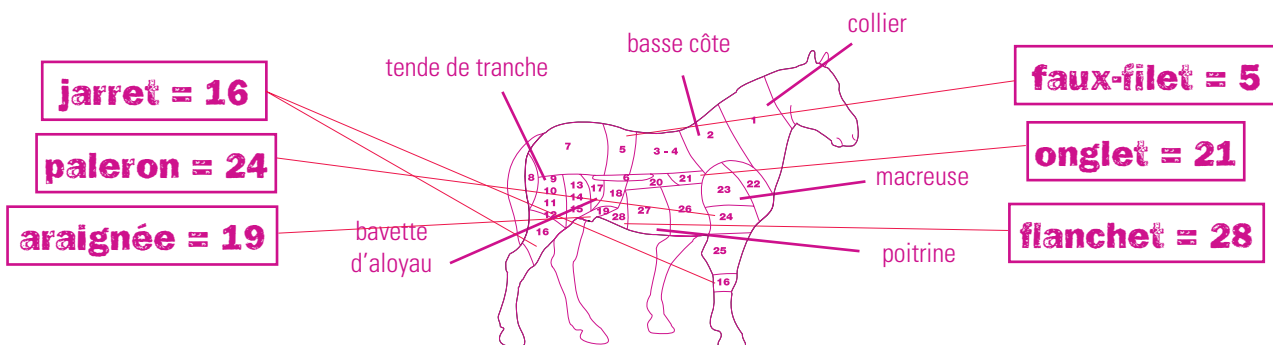 collier
basse côte
tende de tranche
jarret = 16
paleron = 24
araignée = 19
faux-filet = 5
onglet = 21
flanchet = 28
macreuse
poitrine
bavette
d'aloyau
1
2
3 - 4
5
6
7
8
9
10
11
12
13
14
15
16
17
18
19
20
21
22
23
24
25
26
27
28
16